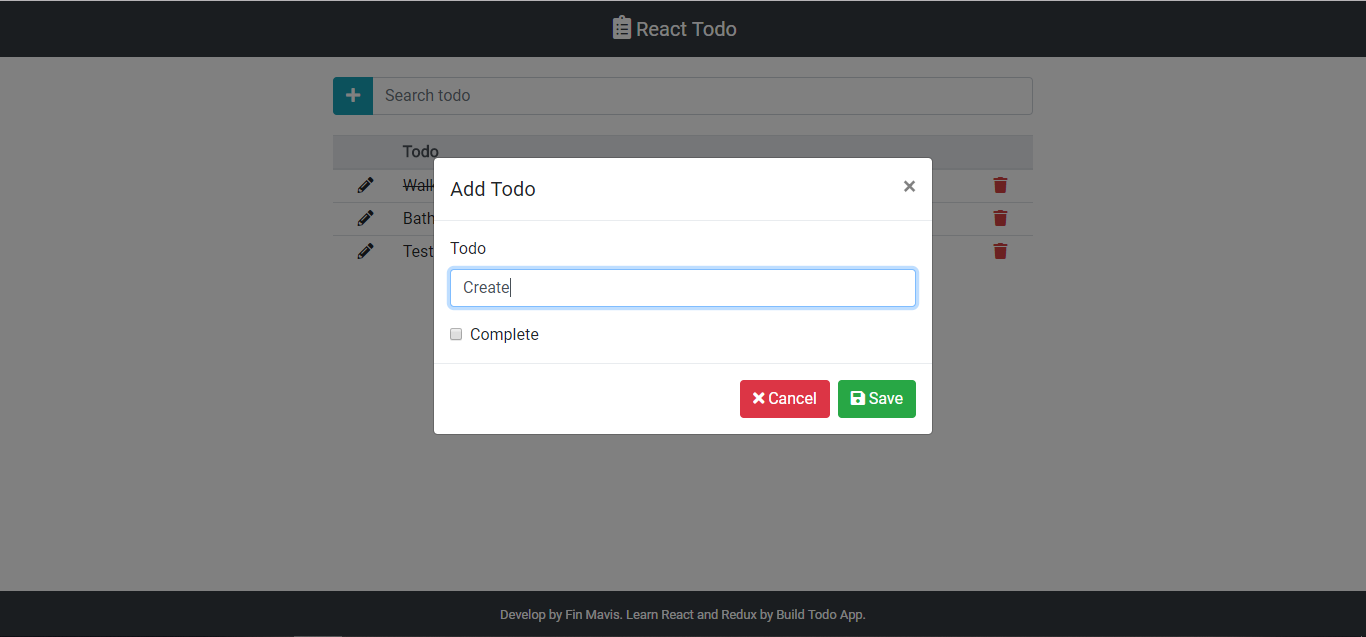 React Todo
Search todo
Todo
Walk
Bath
Test
Add Todo
Todo
Create
Complete
Cancel
Save
Develop by Fin Mavis. Learn React and Redux by Build Todo App.